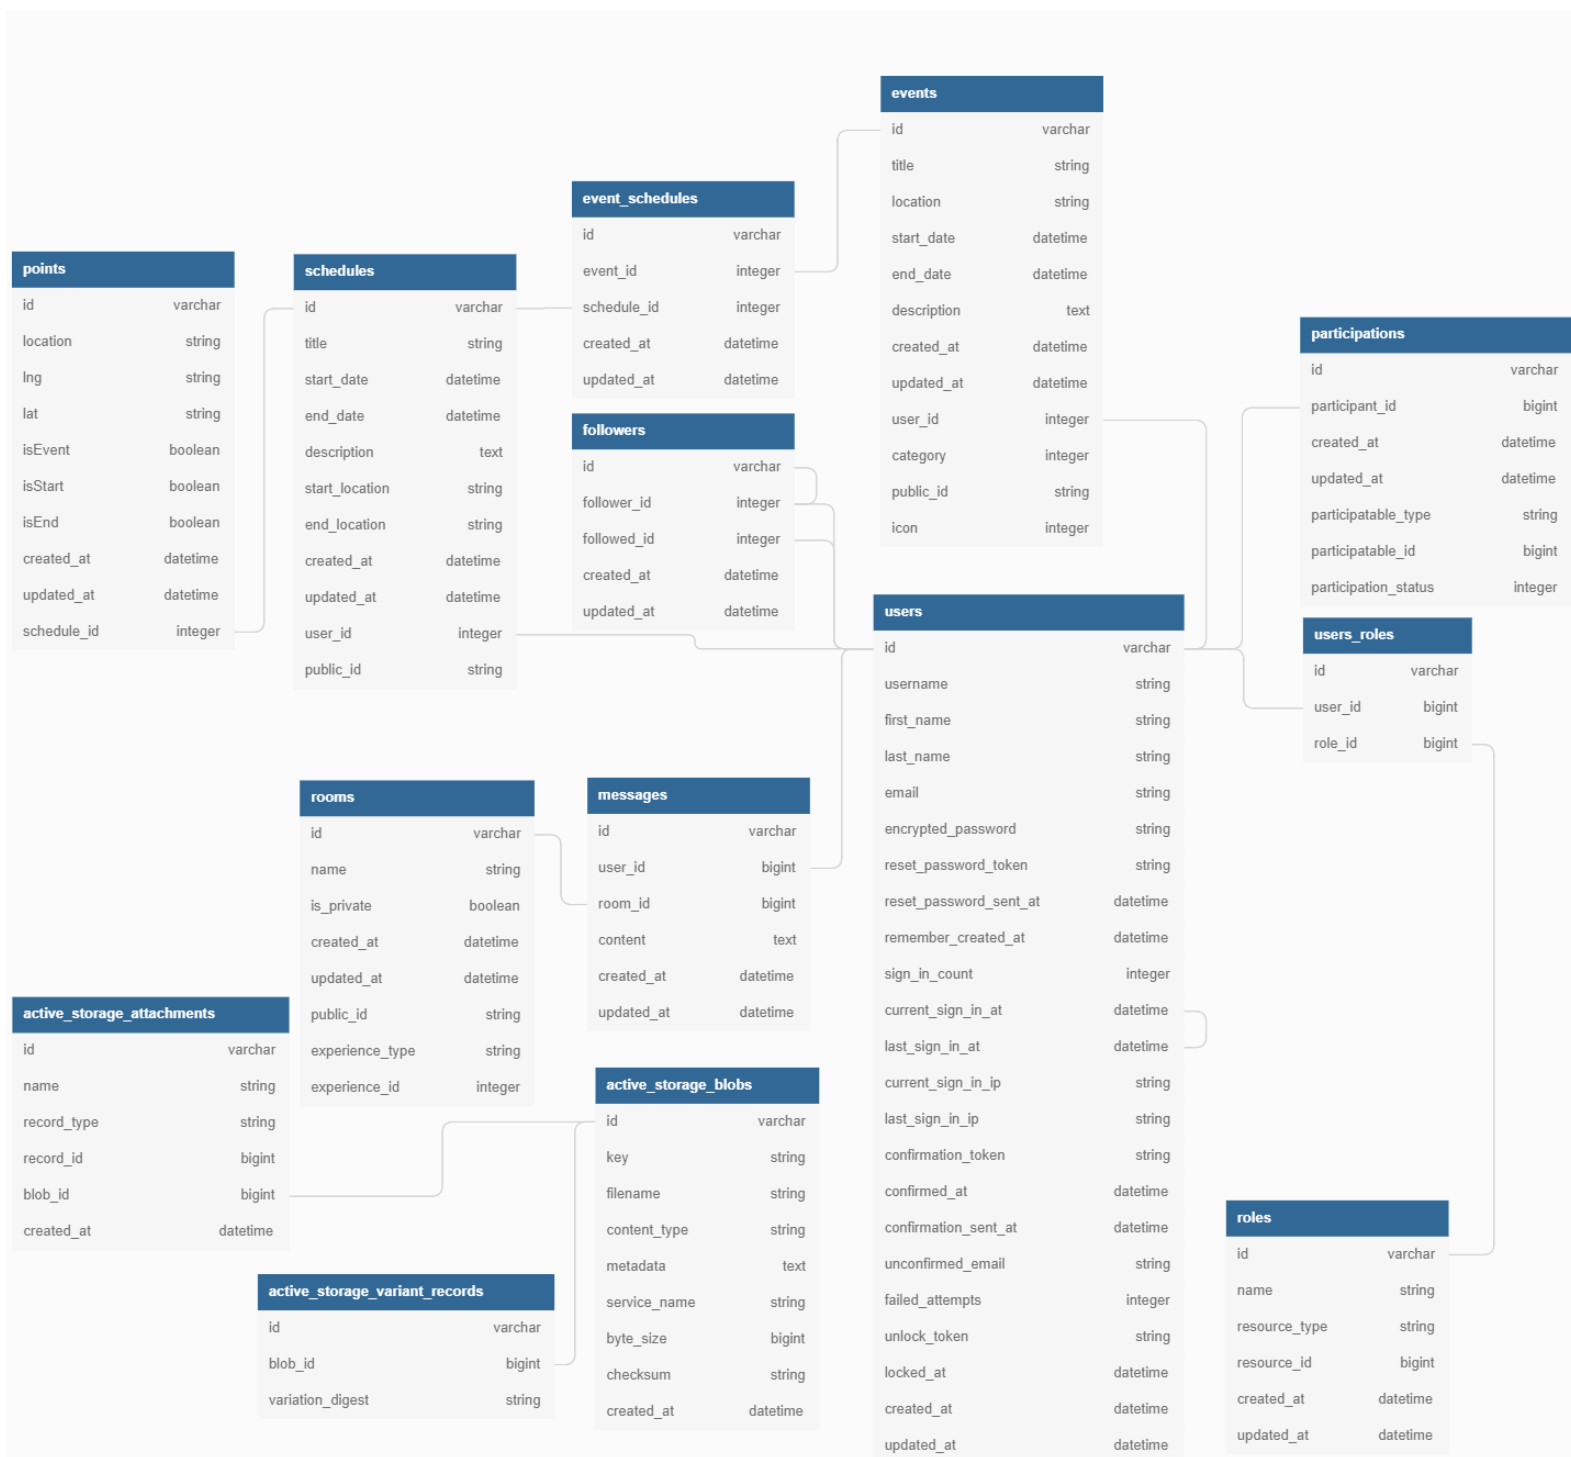 events
id varchar
title string
location string
start_date datetime
end_date datetime
description text
created_at datetime
updated_at datetime
user_id integer
category integer
public_id string
icon integer
event_schedules
id varchar
event_id integer
schedule_id integer
created_at datetime
updated_at datetime
points
id varchar
location string
lng string
lat string
isEvent boolean
isStart boolean
isEnd boolean
created_at datetime
updated_at datetime
schedule_id integer
schedules
id varchar
title string
start_date datetime
end_date datetime
description text
start_location string
end_location string
created_at datetime
updated_at datetime
user_id integer
public_id string
followers
id varchar
follower_id integer
followed_id integer
created_at datetime
updated_at datetime
participations
id varchar
participant_id bigint
created_at datetime
updated_at datetime
participatable_type string
participatable_id bigint
participation_status integer
users
id varchar
username string
first_name string
last_name string
email string
encrypted_password string
reset_password_token string
reset_password_sent_at datetime
remember_created_at datetime
sign_in_count integer
current_sign_in_at datetime
last_sign_in_at datetime
current_sign_in_ip string
last_sign_in_ip string
confirmation_token string
confirmed_at datetime
confirmation_sent_at datetime
unconfirmed_email string
failed_attempts integer
unlock_token string
locked_at datetime
created_at datetime
updated_at datetime
users_roles
id varchar
user_id bigint
role_id bigint
rooms
id varchar
name string
is_private boolean
created_at datetime
updated_at datetime
public_id string
experience_type string
experience_id integer
messages
id varchar
user_id bigint
room_id bigint
content text
created_at datetime
updated_at datetime
active_storage_attachments
id varchar
name string
record_type string
record_id bigint
blob_id bigint
created_at datetime
active_storage_blobs
id varchar
key string
filename string
content_type string
metadata text
service_name string
byte_size bigint
checksum string
created_at datetime
active_storage_variant_records
id varchar
blob_id bigint
variation_digest string
roles
id varchar
name string
resource_type string
resource_id bigint
created_at datetime
updated_at datetime